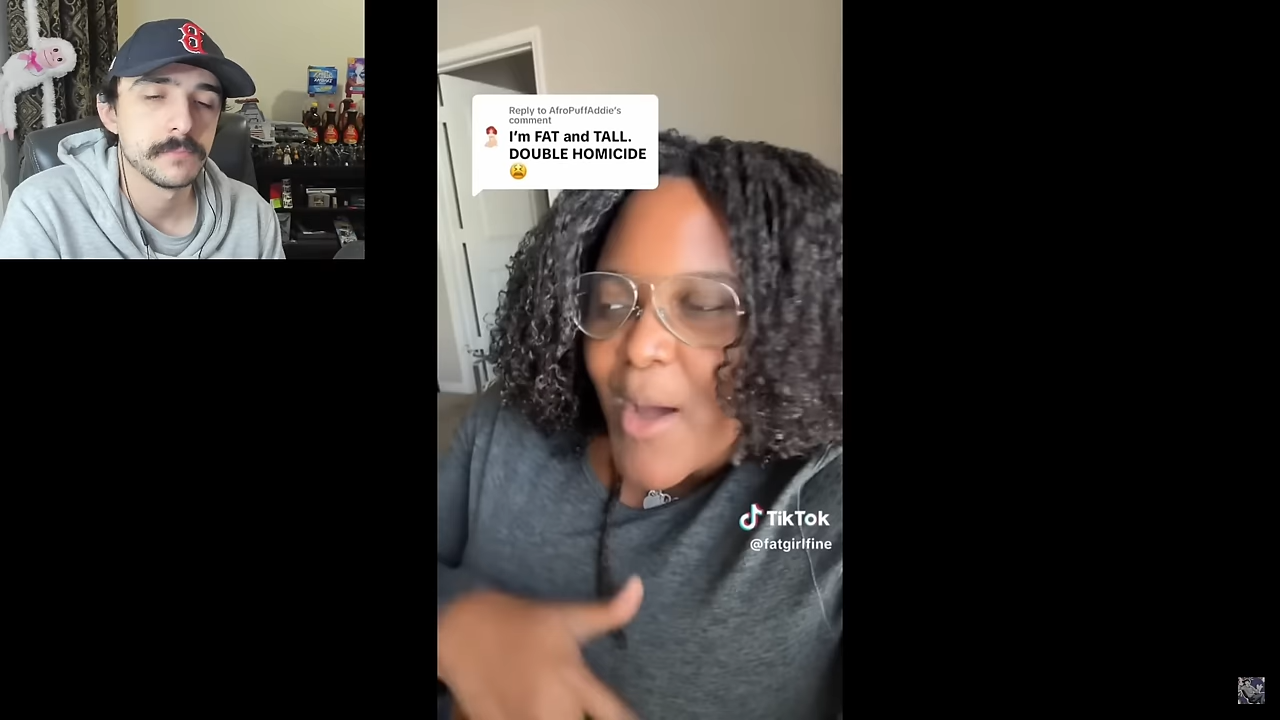 Reply to AfroPuffAddie's
comment
I'm FAT and TALL.
DOUBLE HOMICIDE
😫
TikTok
@fatgirlfine